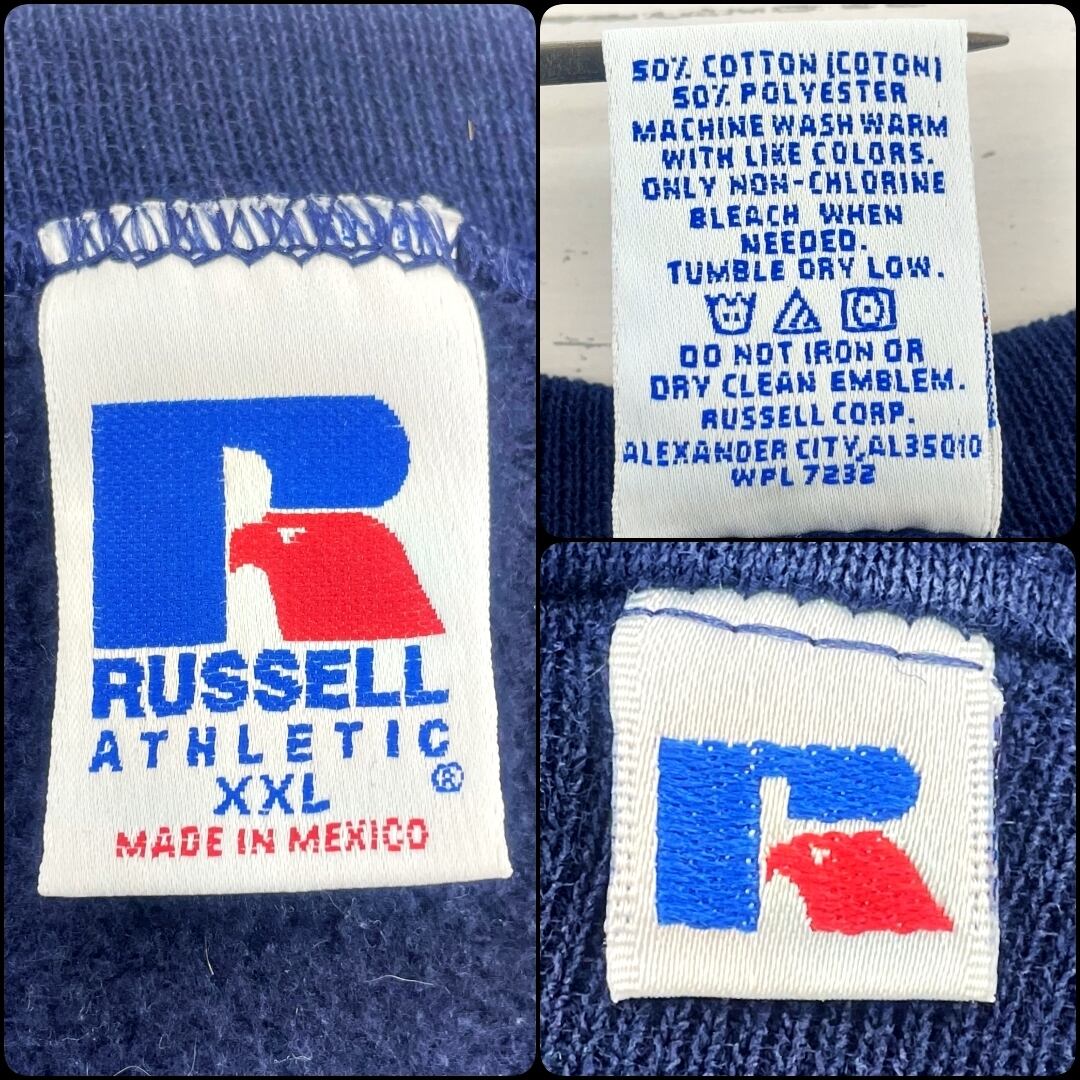 RUSSELL
ATHLETIC
®
XXL
MADE IN MEXICO
50% COTTON (COTON)
50% POLYESTER
MACHINE WASH WARM
WITH LIKE COLORS.
ONLY NON-CHLORINE
BLEACH WHEN
NEEDED.
TUMBLE DRY LOW.
DO NOT IRON OR
DRY CLEAN EMBLEM.
RUSSELL CORP.
ALEXANDER CITY, AL35010
WPL 7232